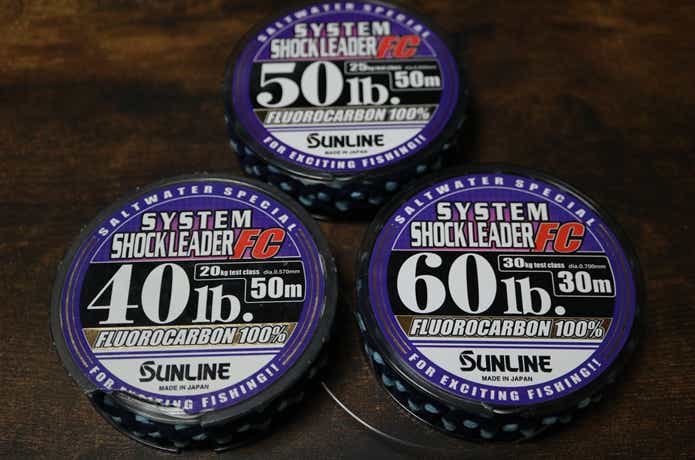 SALTWATER SPECIAL
SYSTEM
SHOCK LEADER FC
25kg test class
50lb. 50m
FLUOROCARBON 100%
SUNLINE
MADE IN JAPAN
FOR EXCITING FISHING!!
SALTWATER SPECIAL
SYSTEM
SHOCK LEADER FC
20kg test class dia.0.570mm
40lb. 50m
FLUOROCARBON 100%
SUNLINE
MADE IN JAPAN
FOR EXCITING FISHING!!
SALTWATER SPECIAL
SYSTEM
SHOCK LEADER FC
30kg test class dia.0.700mm
60lb. 30m
FLUOROCARBON 100%
SUNLINE
MADE IN JAPAN
FOR EXCITING FISHING!!